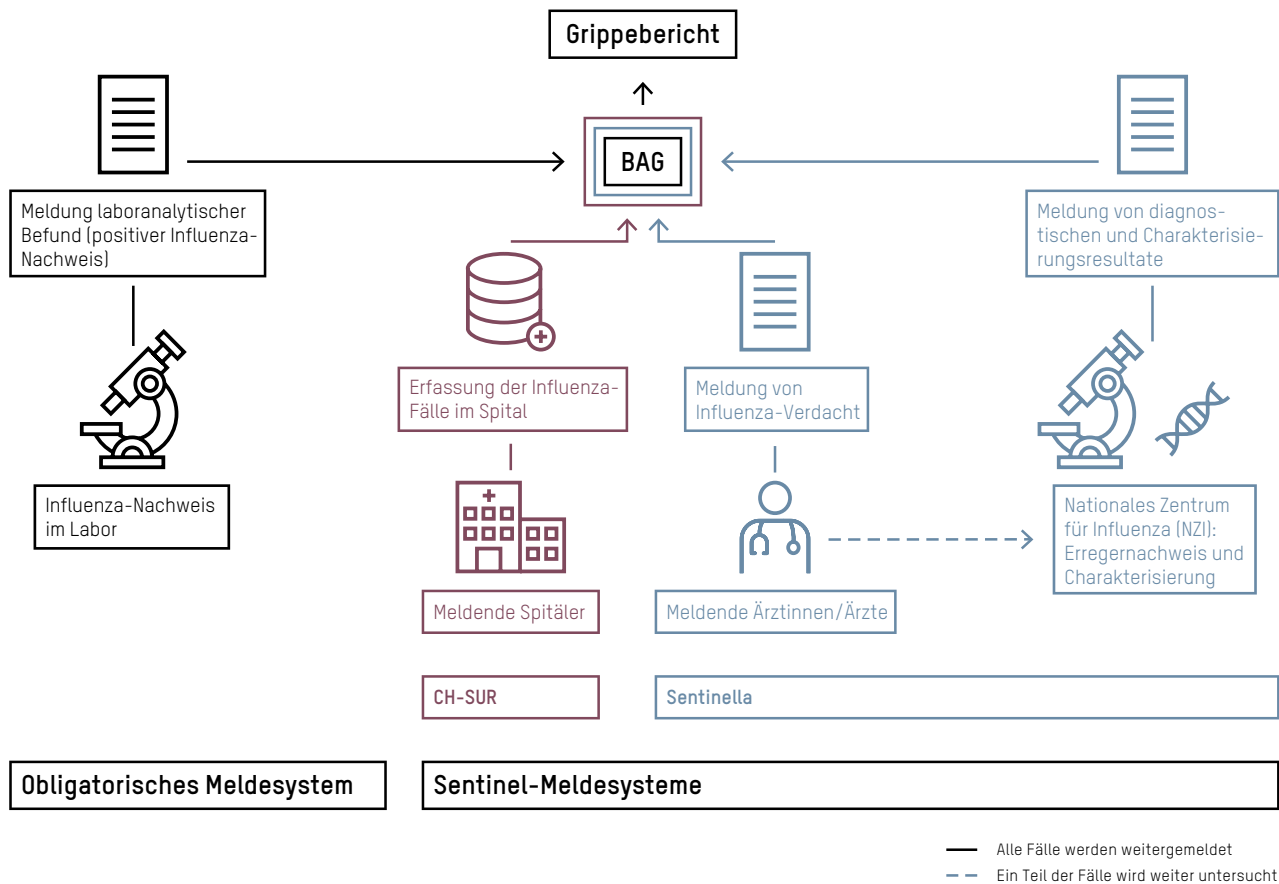 Grippebericht
BAG
Meldung laboranalytischer
Befund (positiver Influenza-
Nachweis)
Meldung von diagnos-
tischen und Charakterisie-
rungsresultate
Erfassung der Influenza-
Fälle im Spital
Meldung von
Influenza-Verdacht
Influenza-Nachweis
im Labor
Nationales Zentrum
für Influenza (NZI):
Erregernachweis und
Charakterisierung
Meldende Spitäler
Meldende Ärztinnen/Ärzte
CH-SUR
Sentinella
Obligatorisches Meldesystem
Sentinel-Meldesysteme
Alle Fälle werden weitergemeldet
Ein Teil der Fälle wird weiter untersucht